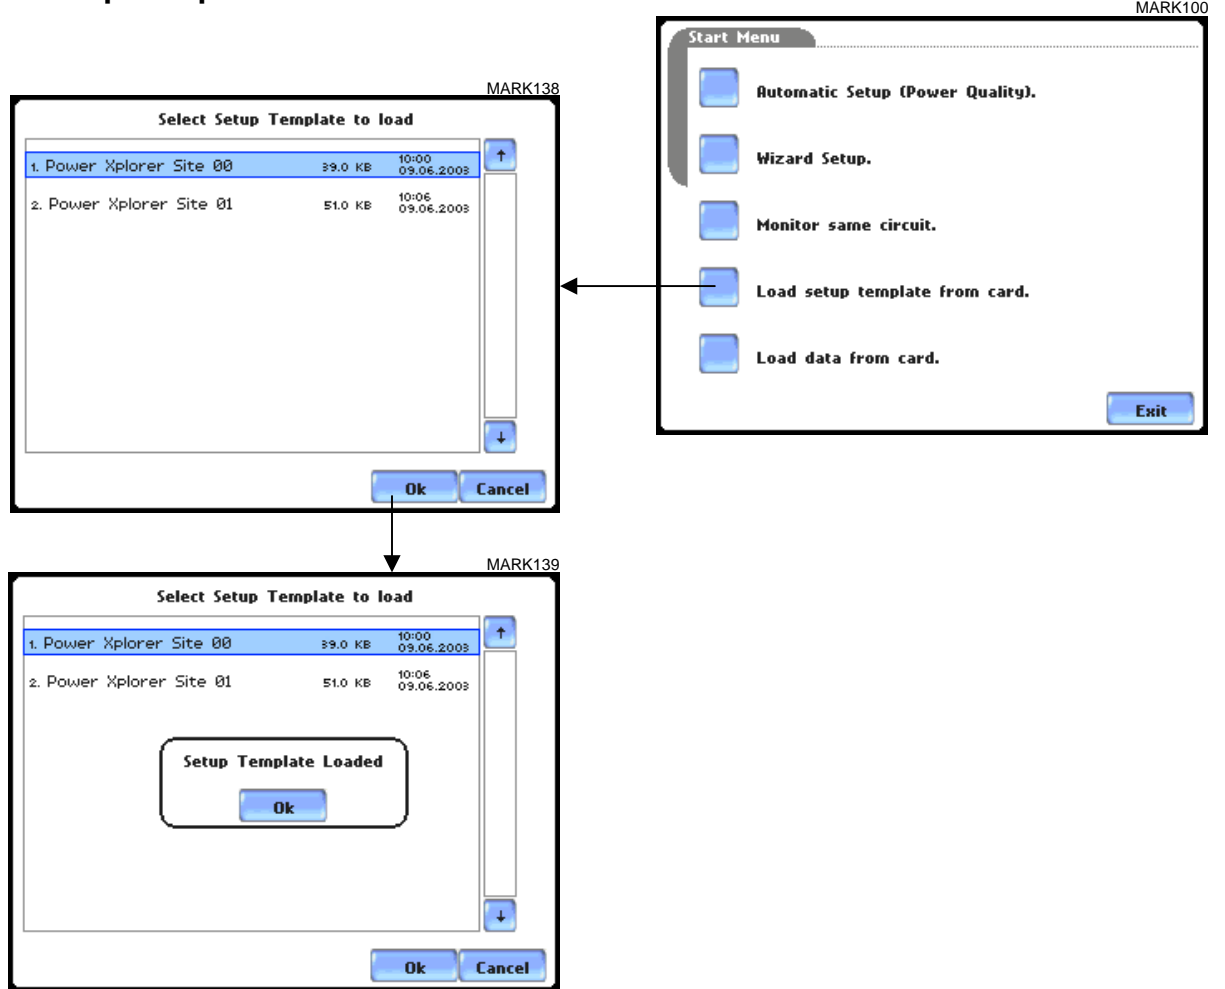 MARK100
Start Menu
Automatic Setup (Power Quality).
Wizard Setup.
Monitor same circuit.
Load setup template from card.
Load data from card.
Exit
MARK138
Select Setup Template to load
1. Power Xplorer Site 00 39.0 KB 10:00 09.06.2003
2. Power Xplorer Site 01 51.0 KB 10:06 09.06.2003
Ok Cancel
MARK139
Select Setup Template to load
1. Power Xplorer Site 00 39.0 KB 10:00 09.06.2003
2. Power Xplorer Site 01 51.0 KB 10:06 09.06.2003
Setup Template Loaded
Ok
Ok Cancel